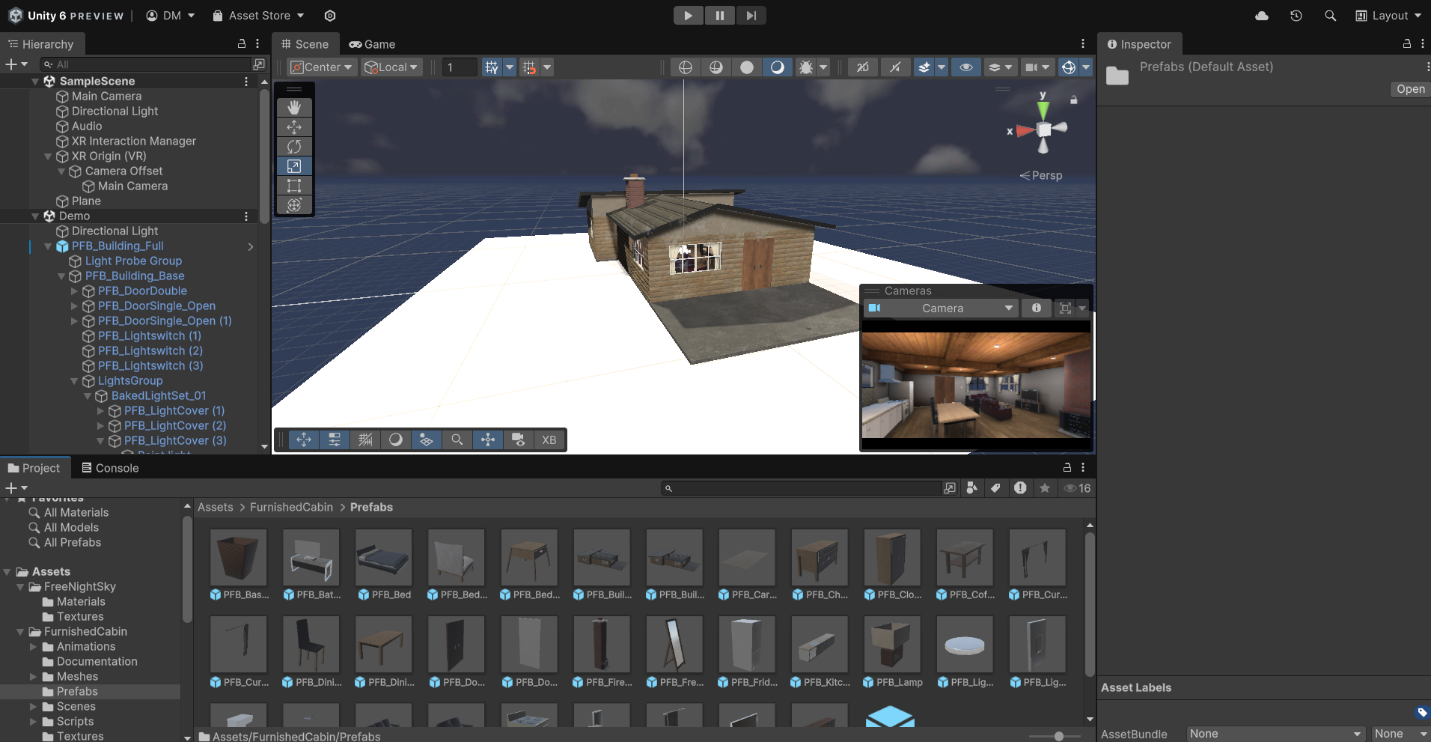 Unity 6 PREVIEW DM Asset Store Layout
Hierarchy
All
SampleScene
Main Camera
Directional Light
Audio
XR Interaction Manager
XR Origin (VR)
Camera Offset
Main Camera
Plane
Demo
Directional Light
PFB_Building_Full
Light Probe Group
PFB_Building_Base
PFB_DoorDouble
PFB_DoorSingle_Open
PFB_DoorSingle_Open (1)
PFB_Lightswitch (1)
PFB_Lightswitch (2)
PFB_Lightswitch (3)
LightsGroup
BakedLightSet_01
PFB_LightCover (1)
PFB_LightCover (2)
PFB_LightCover (3)
Scene Game
Center Local 1 2D
y
x
Persp
Cameras
Camera
XB
Inspector
Prefabs (Default Asset)
Open
Project Console
16
Favorites
All Materials
All Models
All Prefabs
Assets
FreeNightSky
Materials
Textures
FurnishedCabin
Animations
Documentation
Meshes
Prefabs
Scenes
Scripts
Textures
Assets > FurnishedCabin > Prefabs
PFB_Bas... PFB_Bat... PFB_Bed PFB_Bed... PFB_Bed... PFB_Buil... PFB_Buil... PFB_Car... PFB_Ch... PFB_Clo... PFB_Cof... PFB_Cur...
PFB_Cur... PFB_Dini... PFB_Dini... PFB_Do... PFB_Do... PFB_Fire... PFB_Fre... PFB_Frid... PFB_Kitc... PFB_Lamp PFB_Lig... PFB_Lig...
Assets/FurnishedCabin/Prefabs
Asset Labels
AssetBundle None None